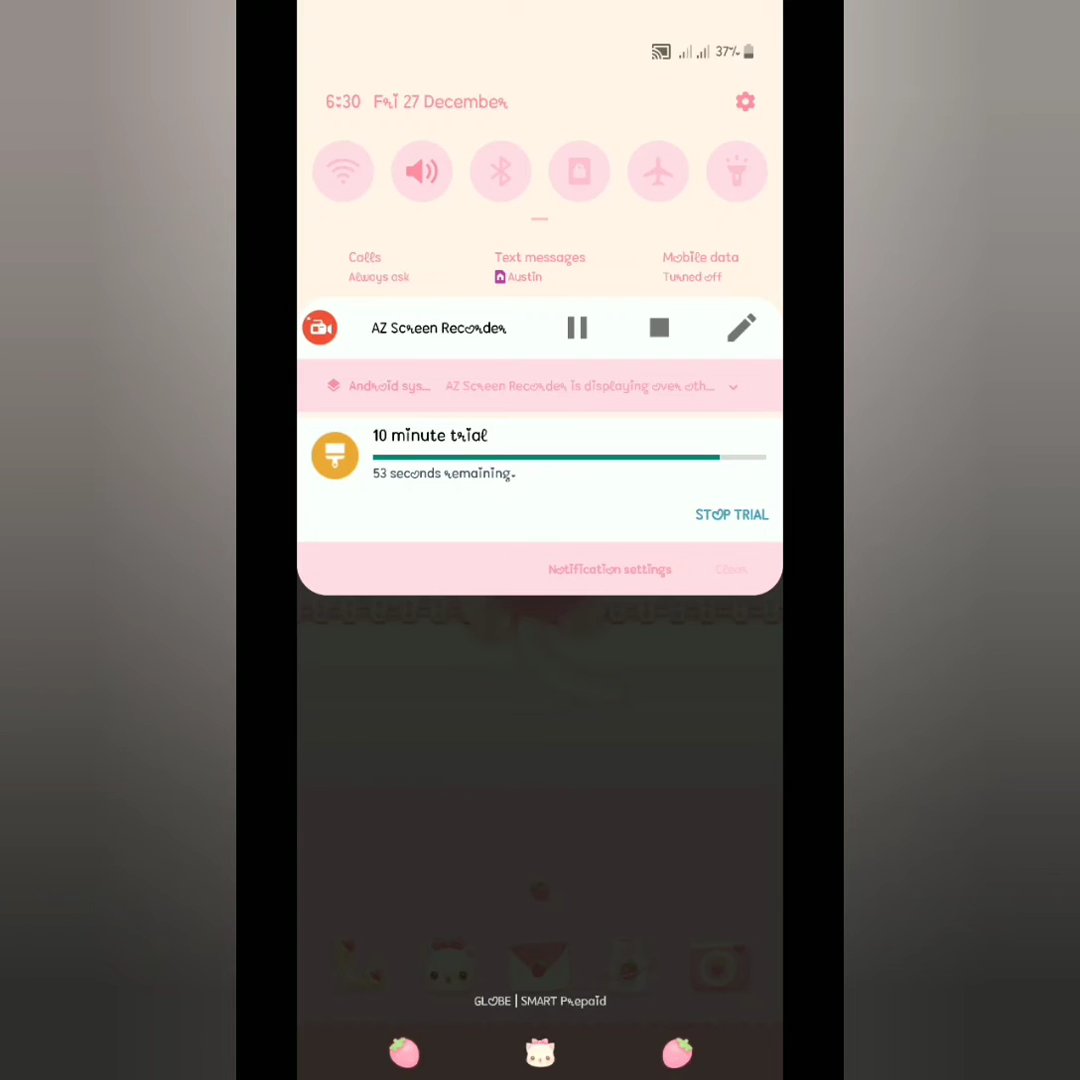 37%
6:30 Fri 27 December
Calls
Always ask
Text messages
Austin
Mobile data
Turned off
AZ Screen Recorder
Android sys... AZ Screen Recorder is displaying over oth...
10 minute trial
53 seconds remaining.
STOP TRIAL
Notification settings Clear
GLOBE | SMART Prepaid